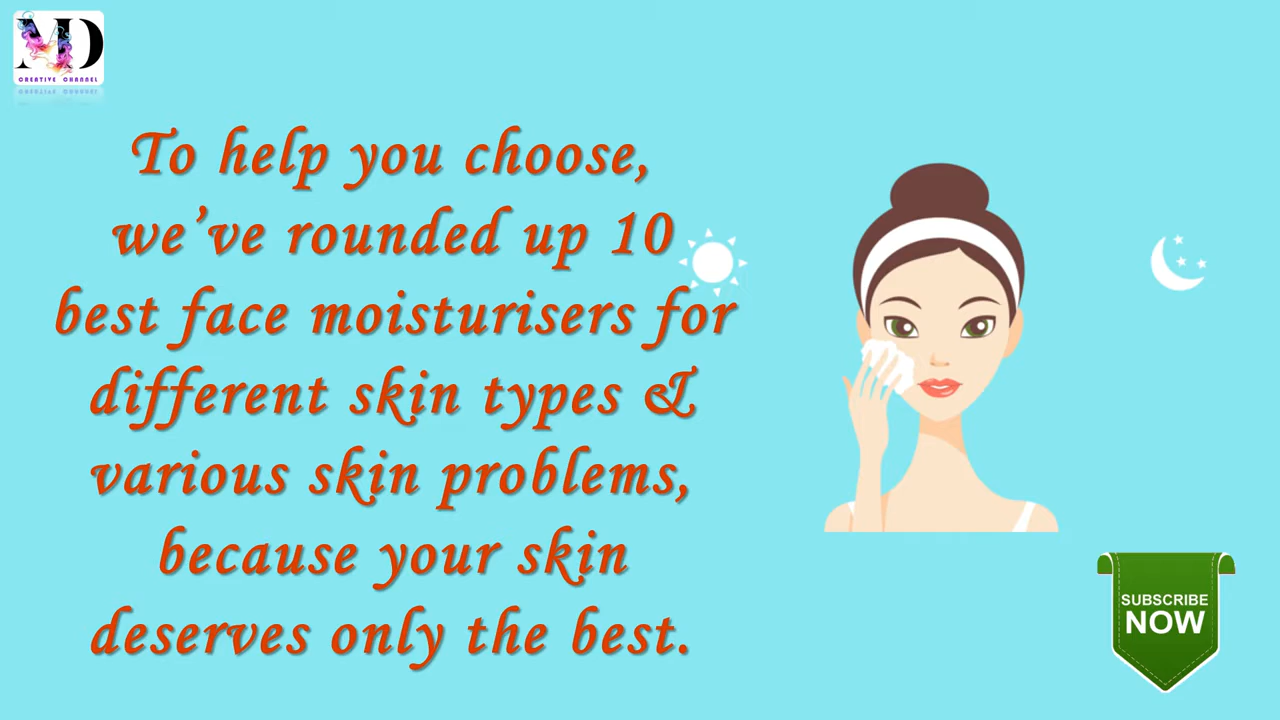 MD
CREATIVE CHANNEL
To help you choose,
we’ve rounded up 10
best face moisturisers for
different skin types &
various skin problems,
because your skin
deserves only the best.
SUBSCRIBE
NOW